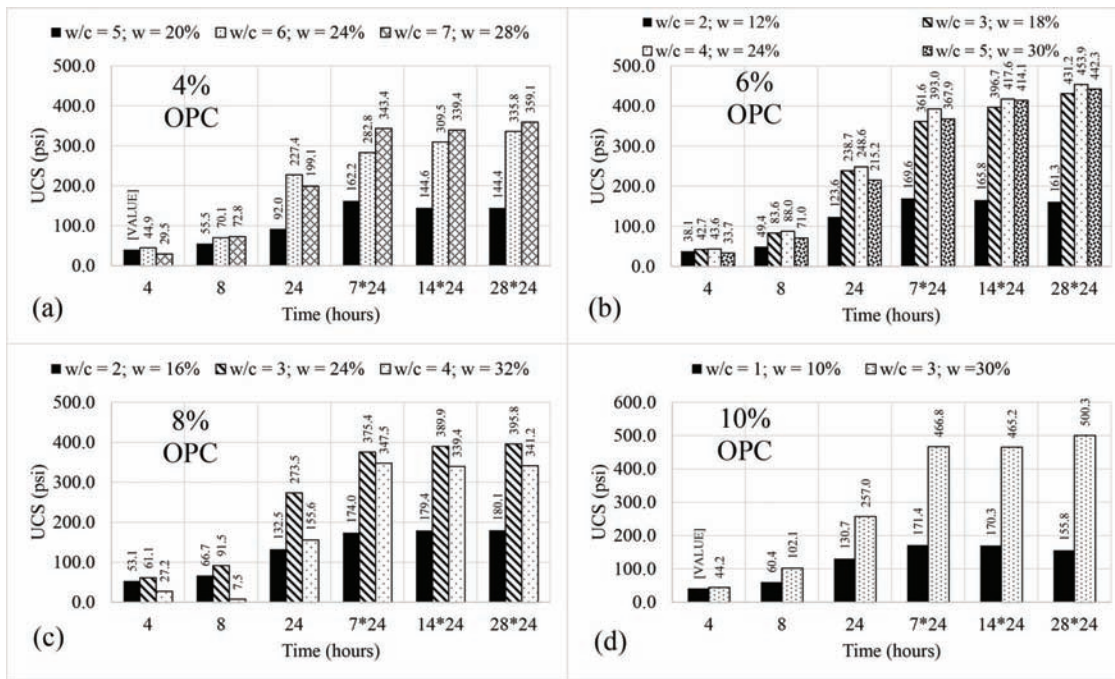 w/c = 5; w = 20% w/c = 6; w = 24% w/c = 7; w = 28%
4%
OPC
UCS (psi)
500.0
400.0
300.0
200.0
100.0
0.0
[VALUE] 44.9 29.5
55.5 70.1 72.8
92.0 227.4 199.1
162.2 282.8 343.4
144.6 309.5 339.4
144.4 335.8 359.1
4 8 24 7*24 14*24 28*24
Time (hours)
(a)
w/c = 2; w = 12% w/c = 3; w = 18%
w/c = 4; w = 24% w/c = 5; w = 30%
6%
OPC
UCS (psi)
500.0
400.0
300.0
200.0
100.0
0.0
38.1 42.7 43.6 33.7
49.4 83.6 88.0 71.0
123.6 238.7 248.6 215.2
169.6 361.6 393.0 367.9
165.8 396.7 417.6 414.1
161.3 431.2 453.9 442.3
4 8 24 7*24 14*24 28*24
Time (hours)
(b)
w/c = 2; w = 16% w/c = 3; w = 24% w/c = 4; w = 32%
8%
OPC
UCS (psi)
500.0
400.0
300.0
200.0
100.0
0.0
53.1 61.1 27.2
66.7 91.5 7.5
132.5 273.5 155.6
174.0 375.4 347.5
179.4 389.9 339.4
180.1 395.8 341.2
4 8 24 7*24 14*24 28*24
Time (hours)
(c)
w/c = 1; w = 10% w/c = 3; w =30%
10%
OPC
UCS (psi)
600.0
500.0
400.0
300.0
200.0
100.0
0.0
[VALUE] 44.2
60.4 102.1
130.7 257.0
171.4 466.8
170.3 465.2
155.8 500.3
4 8 24 7*24 14*24 28*24
Time (hours)
(d)